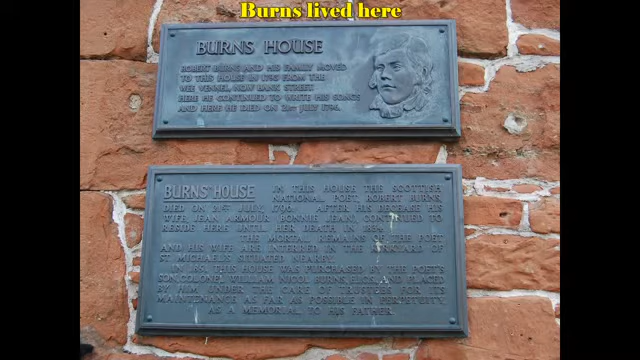 Burns lived here
BURNS HOUSE
ROBERT BURNS AND HIS FAMILY MOVED
TO THIS HOUSE IN 1793 FROM THE
WEE VENNEL, NOW BANK STREET.
HERE HE CONTINUED TO WRITE HIS SONGS
AND HERE HE DIED ON 21st JULY 1796.
BURNS HOUSE IN THIS HOUSE THE SCOTTISH
NATIONAL POET, ROBERT BURNS,
DIED ON 21ST JULY, 1796. AFTER HIS DECEASE HIS
WIFE, JEAN ARMOUR BONNIE JEAN, CONTINUED TO
RESIDE HERE UNTIL HER DEATH IN
THE MORTAL REMAINS OF THE POET
AND HIS WIFE ARE INTERRED IN THE KIRKYARD OF
ST MICHAEL'S SITUATED NEARBY.
IN THIS HOUSE WAS PURCHASED BY THE POET'S
SON, COLONEL WILLIAM NICOL BURNS, AND PLACED
BY HIM UNDER THE CARE OF TRUSTEES FOR ITS
MAINTENANCE AS FAR AS POSSIBLE IN PERPETUITY,
AS A MEMORIAL TO HIS FATHER.